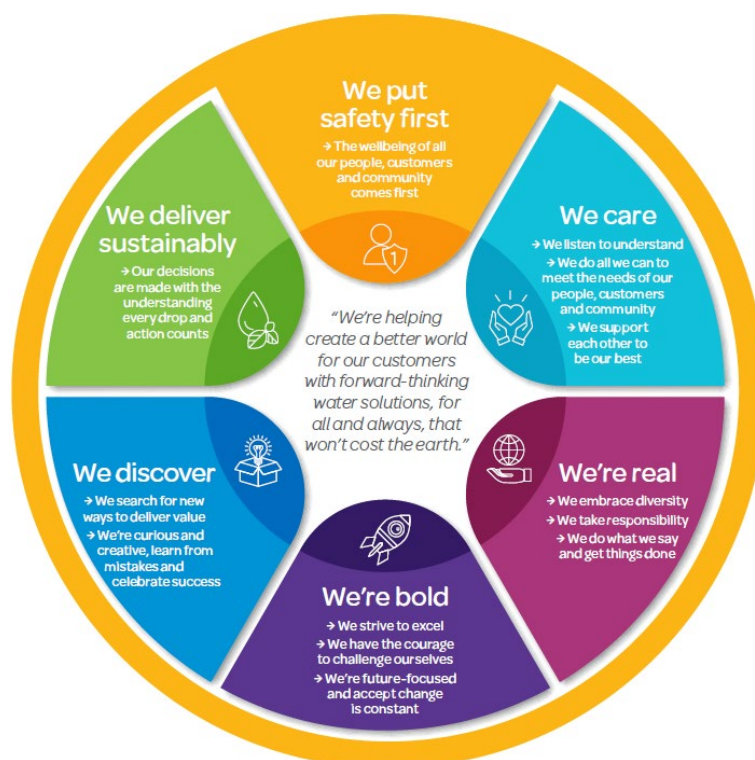 We put
safety first
→ The wellbeing of all
our people, customers
and community
comes first
1
We care
→ We listen to understand
→ We do all we can to
meet the needs of our
people, customers
and community
→ We support
each other to
be our best
We're real
→ We embrace diversity
→ We take responsibility
→ We do what we say
and get things done
We're bold
→ We strive to excel
→ We have the courage
to challenge ourselves
→ We're future-focused
and accept change
is constant
We discover
→ We search for new
ways to deliver value
→ We're curious and
creative, learn from
mistakes and
celebrate success
We deliver
sustainably
→ Our decisions
are made with the
understanding
every drop and
action counts
"We're helping
create a better world
for our customers
with forward-thinking
water solutions, for
all and always, that
won't cost the earth."